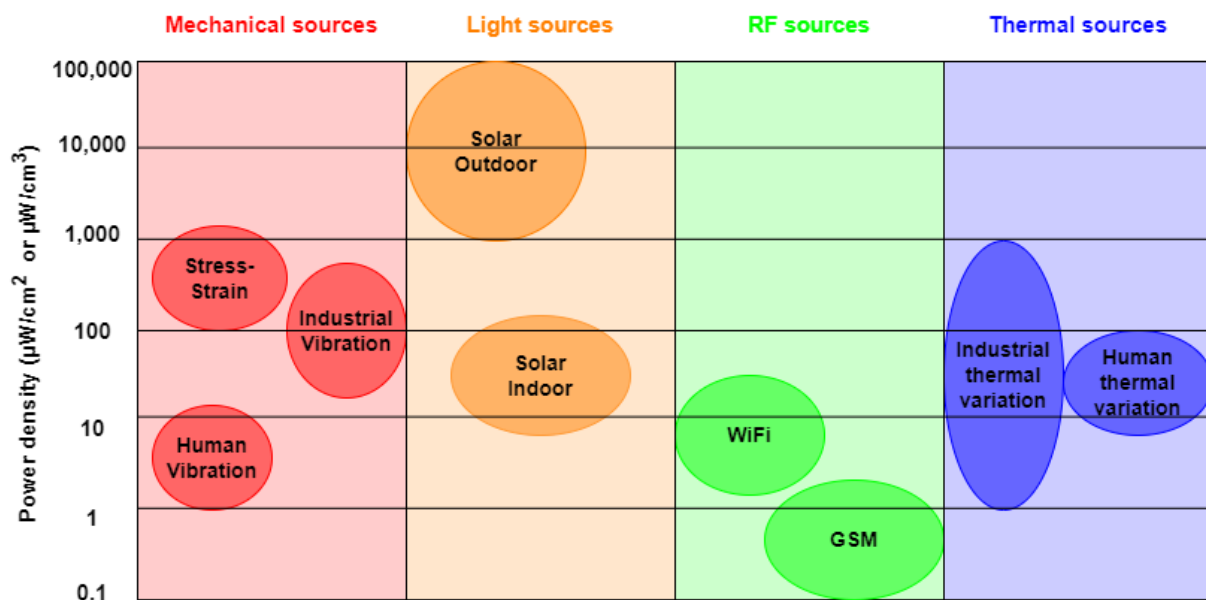 Mechanical sources
Light sources
RF sources
Thermal sources
Power density (µW/cm² or µW/cm³)
100,000
10,000
1,000
100
10
1
0.1
Stress-
Strain
Industrial
Vibration
Human
Vibration
Solar
Outdoor
Solar
Indoor
WiFi
GSM
Industrial
thermal
variation
Human
thermal
variation